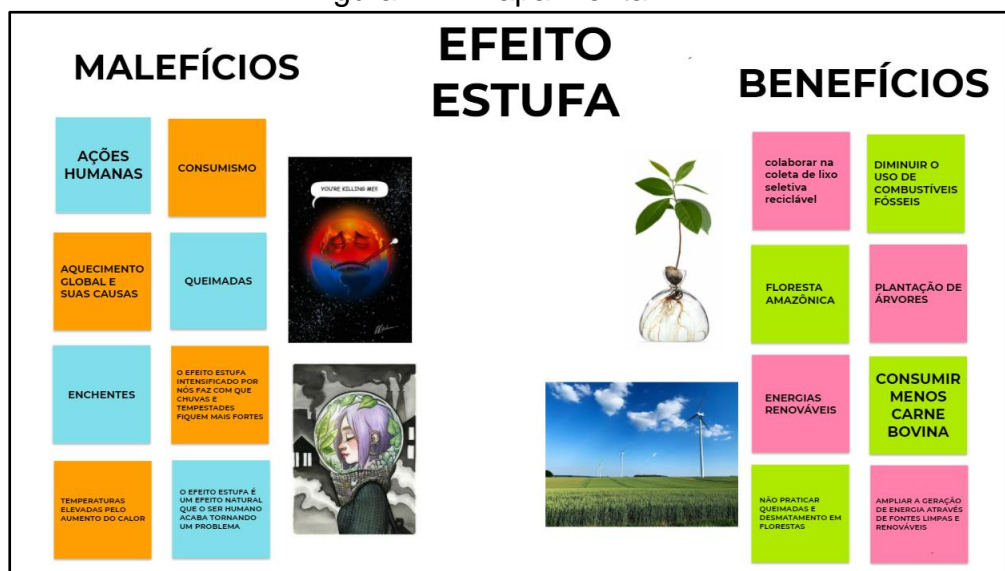 EFEITO
ESTUFA
MALEFÍCIOS
AÇÕES
HUMANAS
CONSUMISMO
AQUECIMENTO
GLOBAL E
SUAS CAUSAS
QUEIMADAS
ENCHENTES
O EFEITO ESTUFA
INTENSIFICADO POR
NÓS FAZ COM QUE
CHUVAS E
TEMPESTADES
FIQUEM MAIS FORTES
TEMPERATURAS
ELEVADAS PELO
AUMENTO DO CALOR
O EFEITO ESTUFA É
UM EFEITO NATURAL
QUE O SER HUMANO
ACABA TORNANDO
UM PROBLEMA
YOU'RE KILLING ME!!
BENEFÍCIOS
colaborar na
coleta de lixo
seletiva
reciclável
DIMINUIR O
USO DE
COMBUSTÍVEIS
FÓSSEIS
FLORESTA
AMAZÔNICA
PLANTAÇÃO DE
ÁRVORES
ENERGIAS
RENOVÁVEIS
CONSUMIR
MENOS
CARNE
BOVINA
NÃO PRATICAR
QUEIMADAS E
DESMATAMENTO EM
FLORESTAS
AMPLIAR A GERAÇÃO
DE ENERGIA ATRAVÉS
DE FONTES LIMPAS E
RENOVÁVEIS